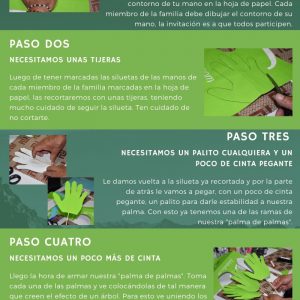 contorno de tu mano en la hoja de papel. Cada
miembro de la familia debe dibujar el contorno de su
mano, la invitación es a que todos participen.
PASO DOS
NECESITAMOS UNAS TIJERAS
Luego de tener marcadas las siluetas de las manos de
cada miembro de la familia marcadas en la hoja de
papel, las recortaremos con unas tijeras, teniendo
mucho cuidado de seguir la silueta. Ten cuidado de
no cortarte.
PASO TRES
NECESITAMOS UN PALITO CUALQUIERA Y UN
POCO DE CINTA PEGANTE
Le damos vuelta a la silueta ya recortada y por la parte
de atrás le vamos a pegar, con un poco de cinta
pegante, un palito para darle estabilidad a nuestra
palma. Con esto ya tenemos una de las ramas de
nuestra "palma de palmas".
PASO CUATRO
NECESITAMOS UN POCO MÁS DE CINTA
Llego la hora de armar nuestra "palma de palmas". Toma
cada una de las palmas y ve colocándolas de tal manera
que creen el efecto de un árbol. Para esto ve uniendo los